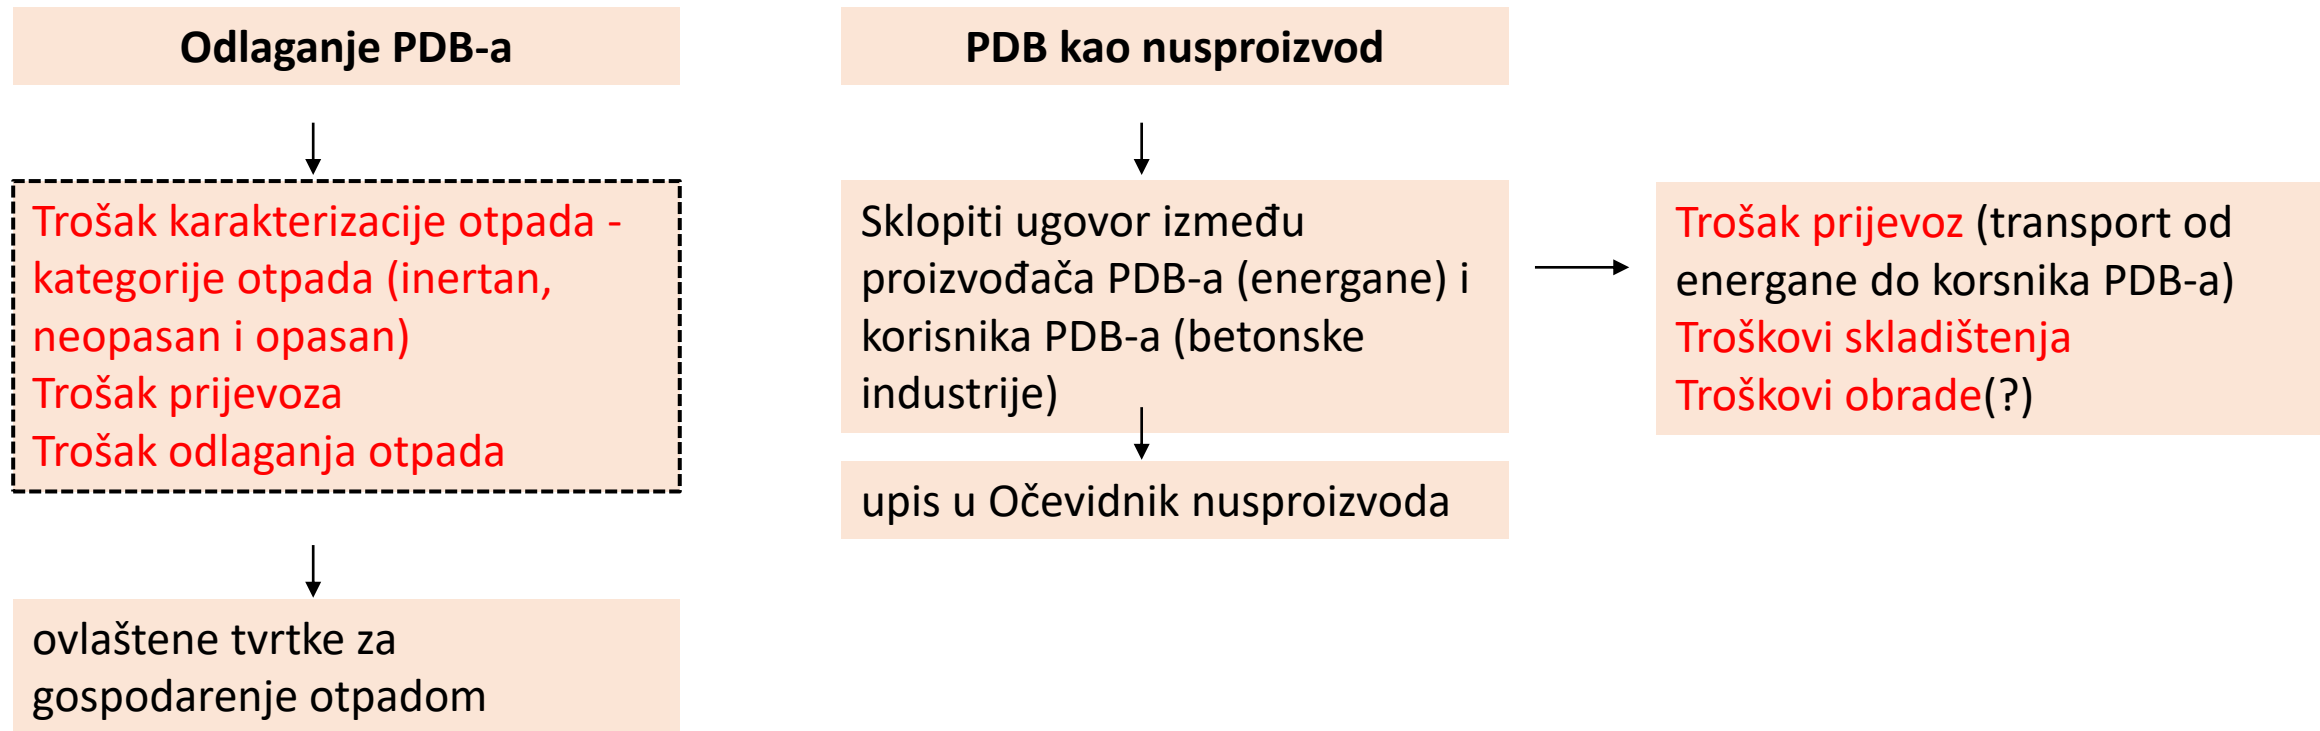 Odlaganje PDB-a
Trošak karakterizacije otpada -
kategorije otpada (inertan,
neopasan i opasan)
Trošak prijevoza
Trošak odlaganja otpada
ovlaštene tvrtke za
gospodarenje otpadom
PDB kao nusproizvod
Sklopiti ugovor između
proizvođača PDB-a (energane) i
korisnika PDB-a (betonske
industrije)
upis u Očevidnik nusproizvoda
Trošak prijevoz (transport od
energane do korsnika PDB-a)
Troškovi skladištenja
Troškovi obrade(?)